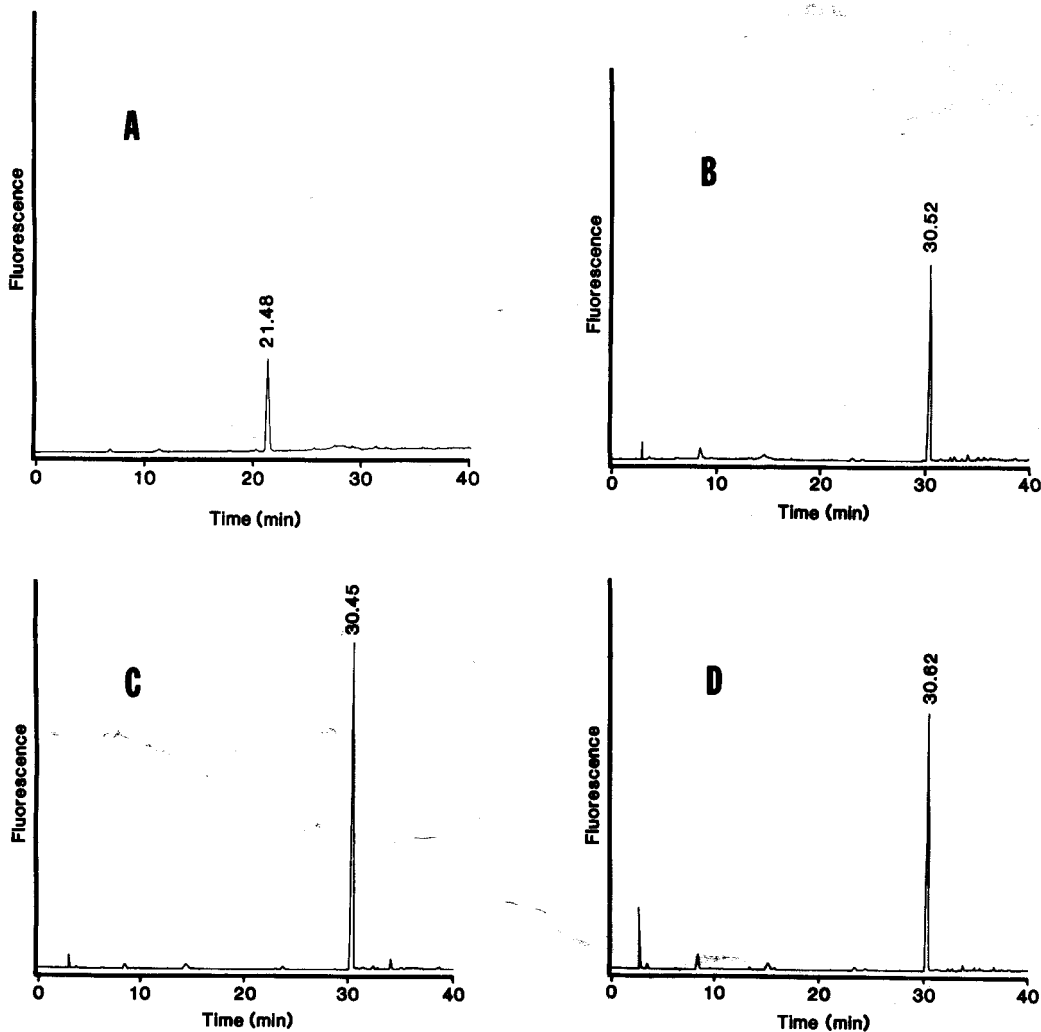 A
Fluorescence
21.48
0 10 20 30 40
Time (min)
B
Fluorescence
30.52
0 10 20 30 40
Time (min)
C
Fluorescence
30.45
0 10 20 30 40
Time (min)
D
Fluorescence
30.62
0 10 20 30 40
Time (min)